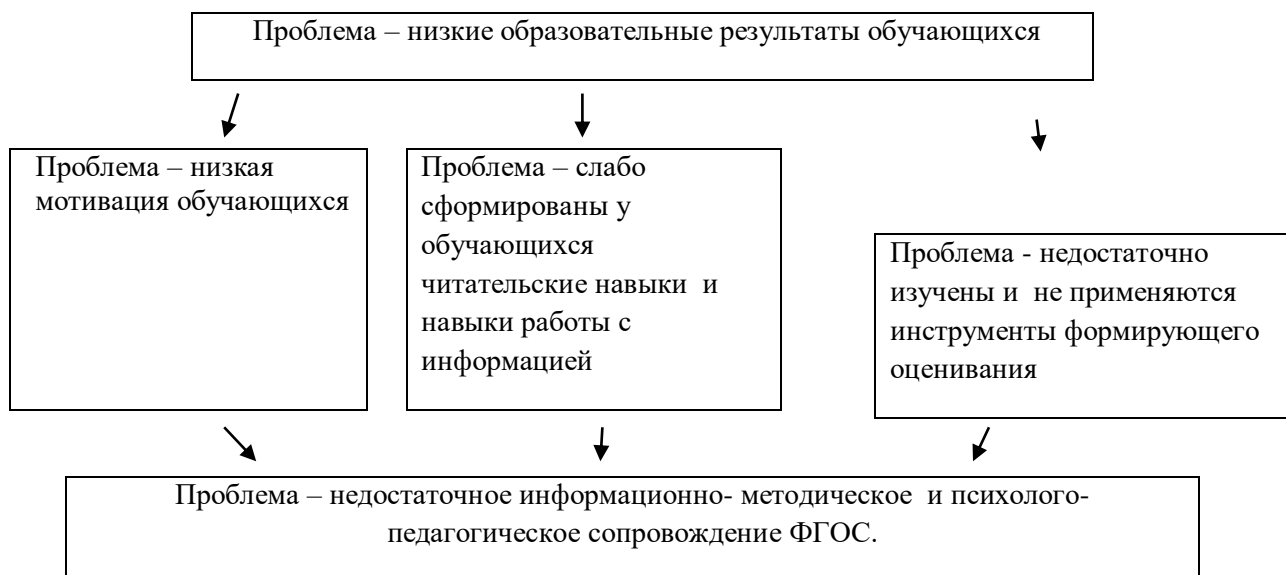 Проблема – низкие образовательные результаты обучающихся
Проблема – низкая
мотивация обучающихся
Проблема – слабо
сформированы у
обучающихся
читательские навыки  и
навыки работы с
информацией
Проблема - недостаточно
изучены и  не применяются
инструменты формирующего
оценивания
Проблема – недостаточное информационно- методическое  и психолого-
педагогическое сопровождение ФГОС.